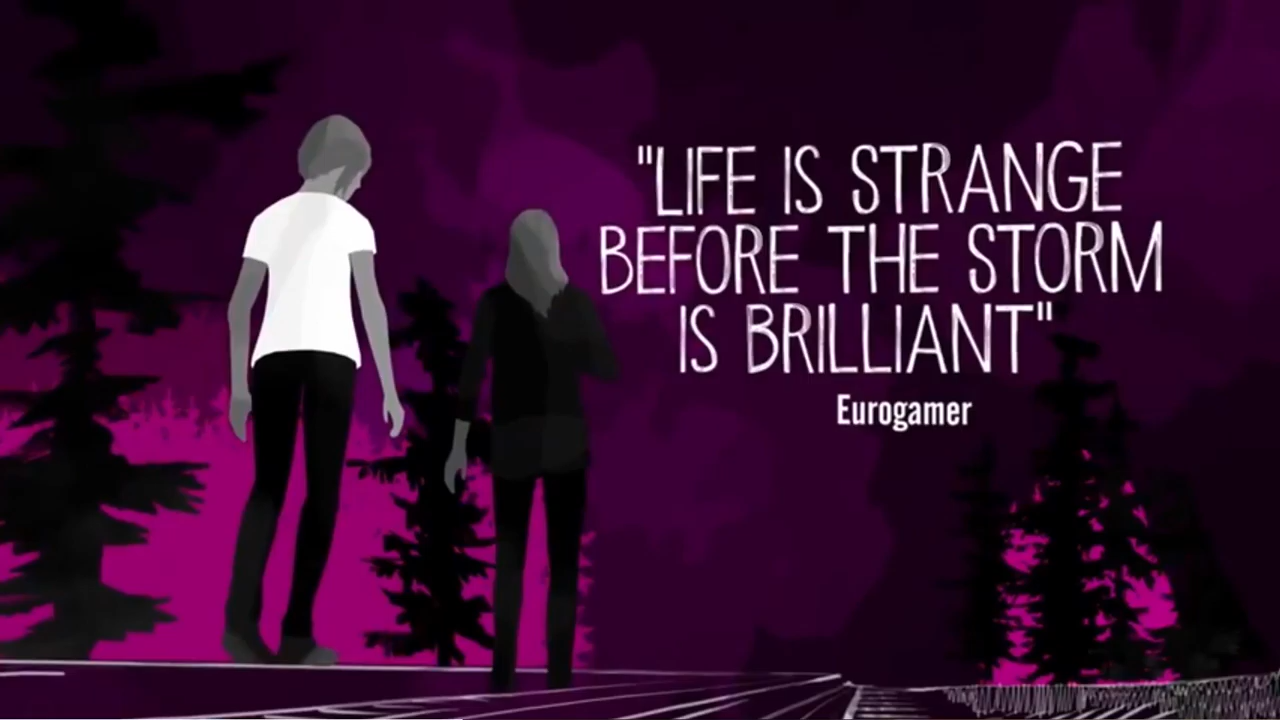 "LIFE IS STRANGE
BEFORE THE STORM
IS BRILLIANT"
Eurogamer